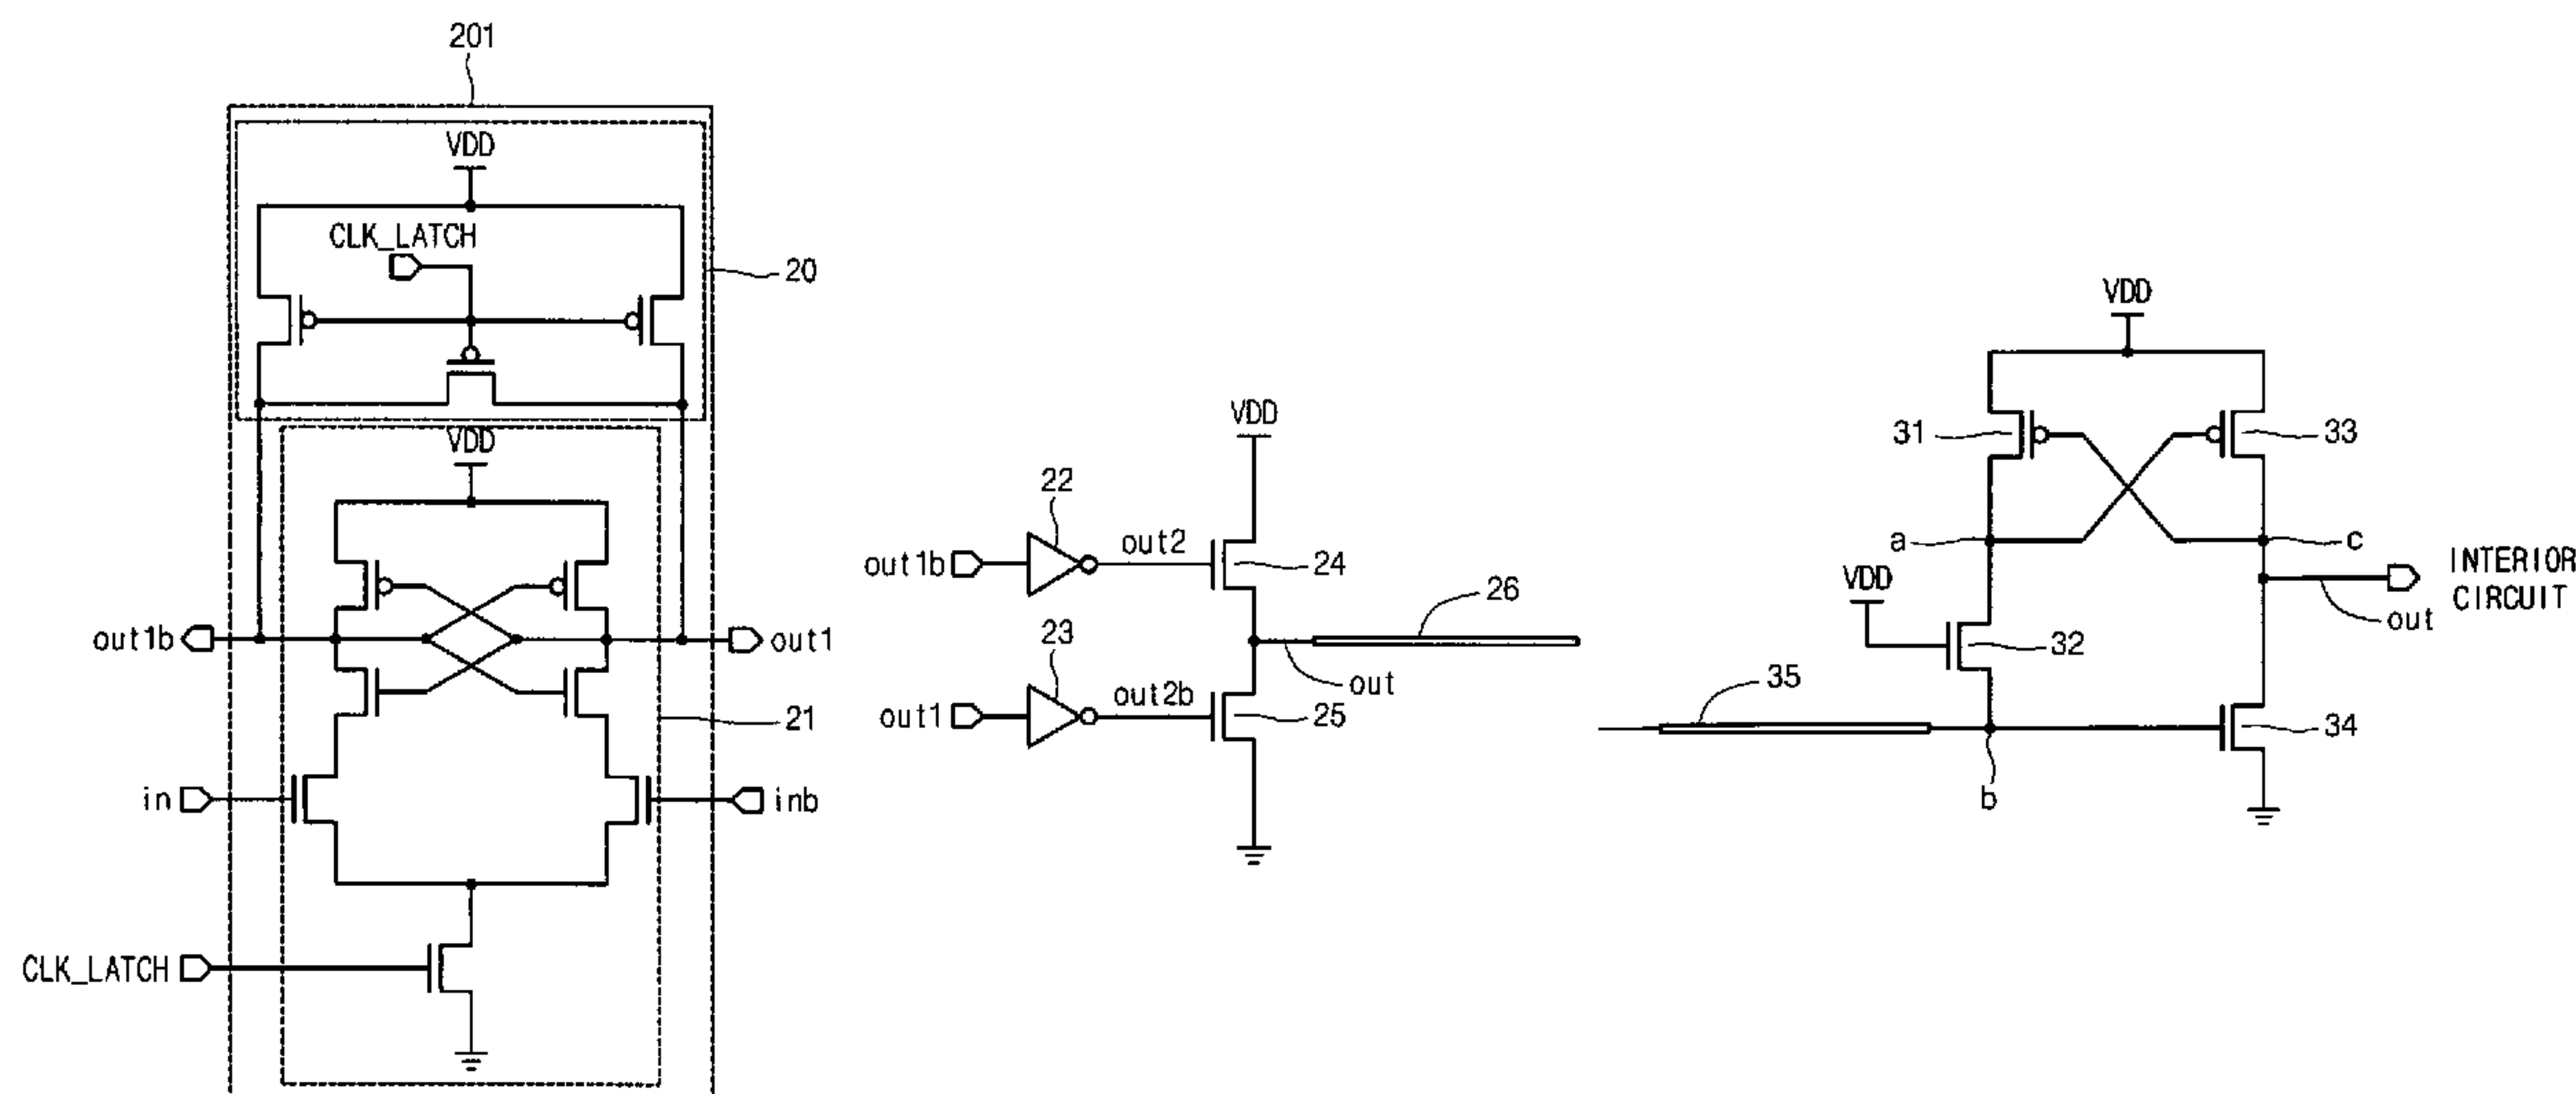 201
VDD
CLK_LATCH
20
VDD
out1b
out1
21
in
inb
CLK_LATCH
VDD
22
out1b
out2
24
26
23
out1
out2b
25
out
VDD
31
33
a
c
VDD
INTERIOR
CIRCUIT
out
32
35
34
b